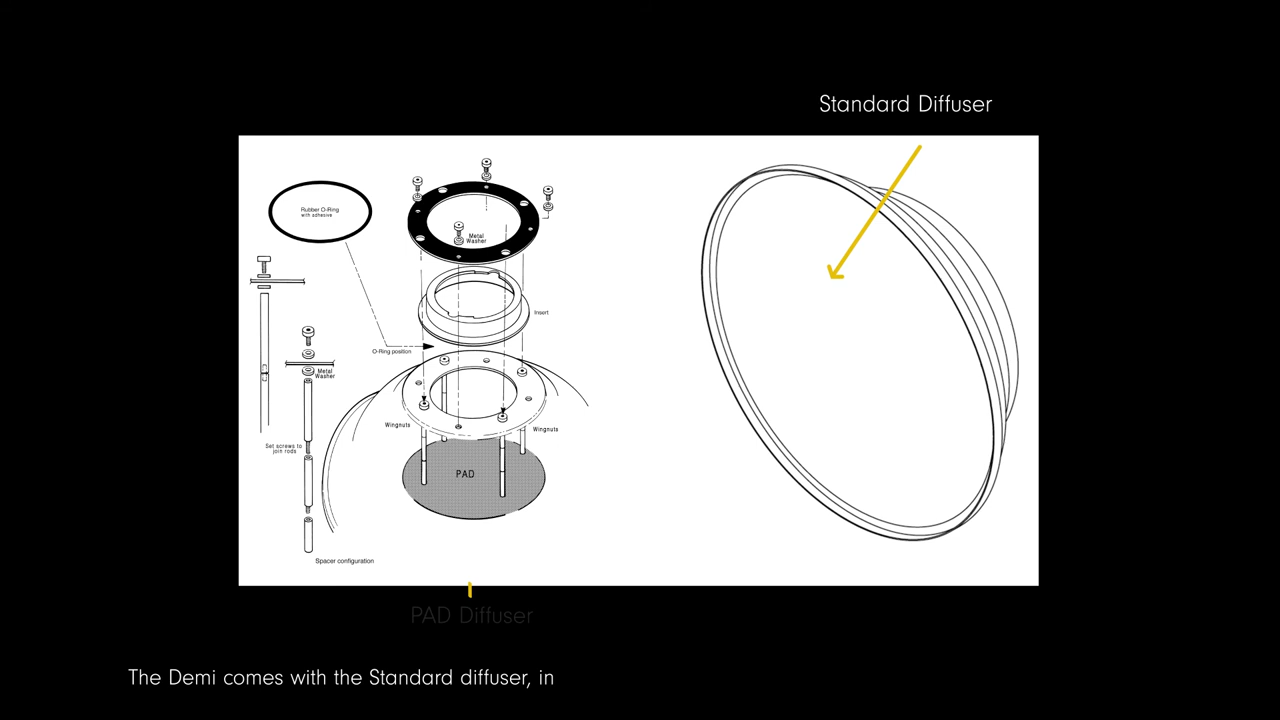 Standard Diffuser
Rubber O-Ring
with adhesive
Metal
Washer
Insert
O-Ring position
Metal
Washer
Wingnuts
Wingnuts
Set screws to
join rods
PAD
Spacer configuration
PAD Diffuser
The Demi comes with the Standard diffuser, in